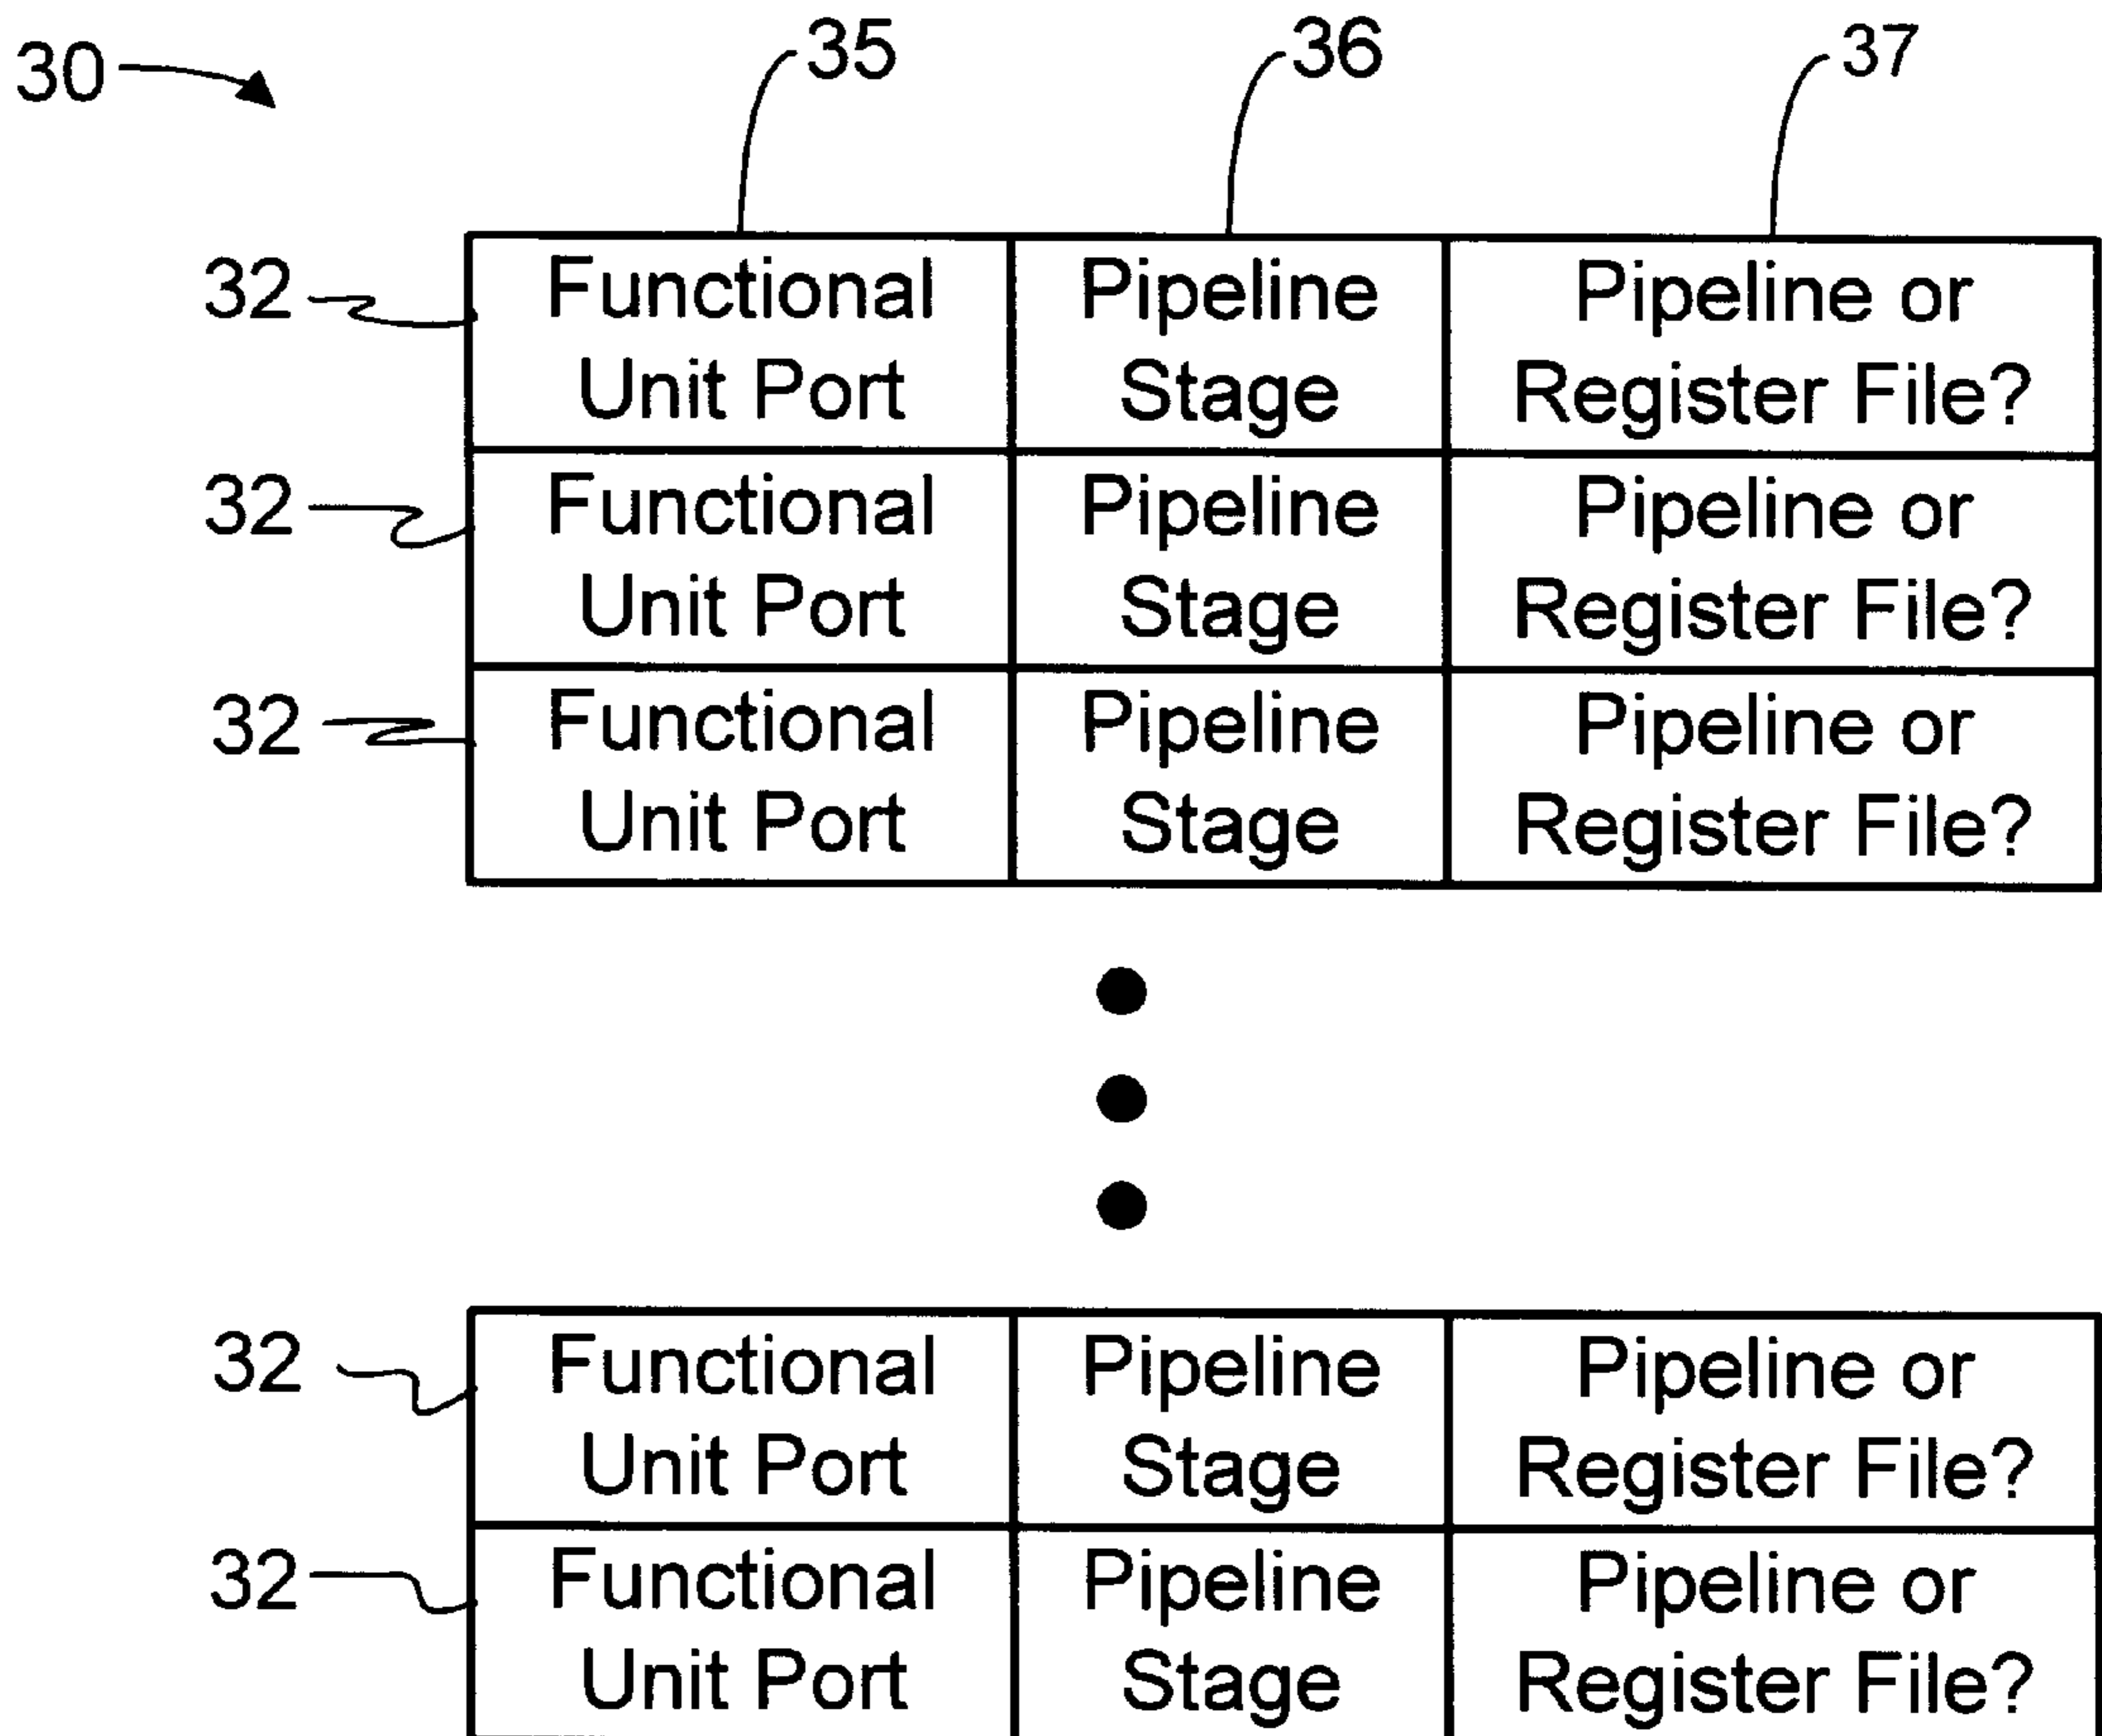 30 35 36 37
32 Functional Pipeline Pipeline or
Unit Port Stage Register File?
32 Functional Pipeline Pipeline or
Unit Port Stage Register File?
32 Functional Pipeline Pipeline or
Unit Port Stage Register File?
32 Functional Pipeline Pipeline or
Unit Port Stage Register File?
32 Functional Pipeline Pipeline or
Unit Port Stage Register File?